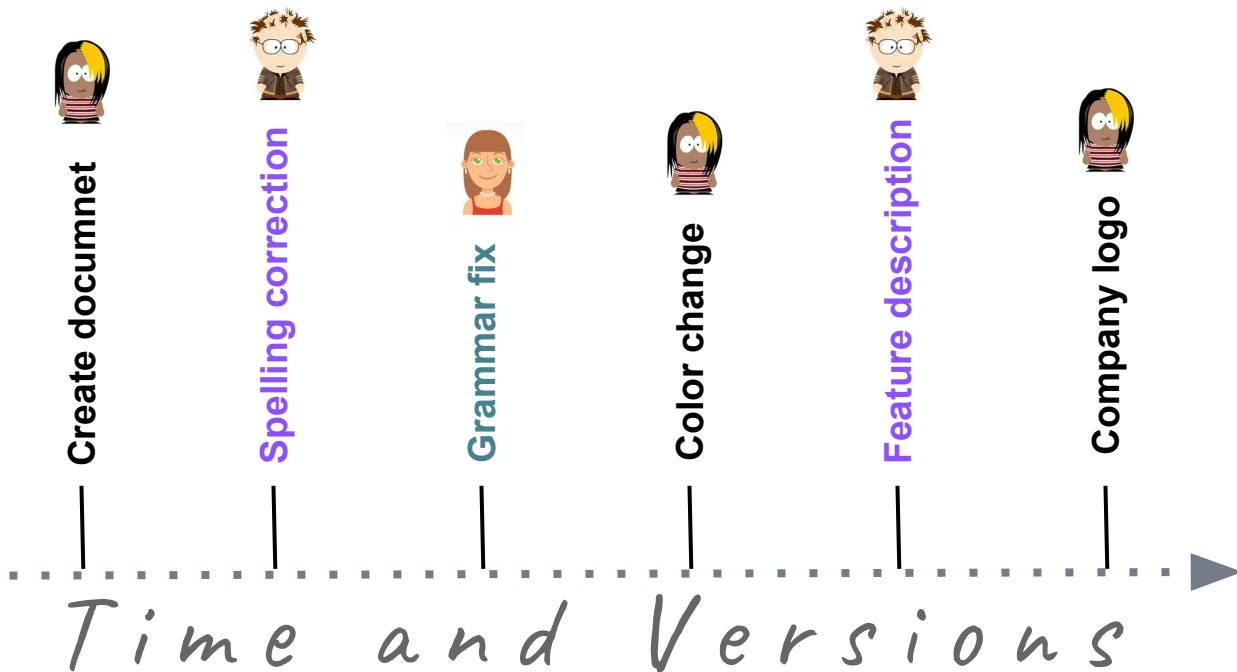 Create documnet
Spelling correction
Grammar fix
Color change
Feature description
Company logo
Time and Versions